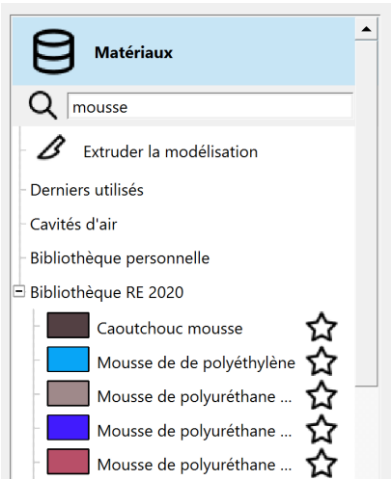 Matériaux
mousse
Extruder la modélisation
Derniers utilisés
Cavités d'air
Bibliothèque personnelle
Bibliothèque RE 2020
Caoutchouc mousse
Mousse de de polyéthylène
Mousse de polyuréthane ...
Mousse de polyuréthane ...
Mousse de polyuréthane ...